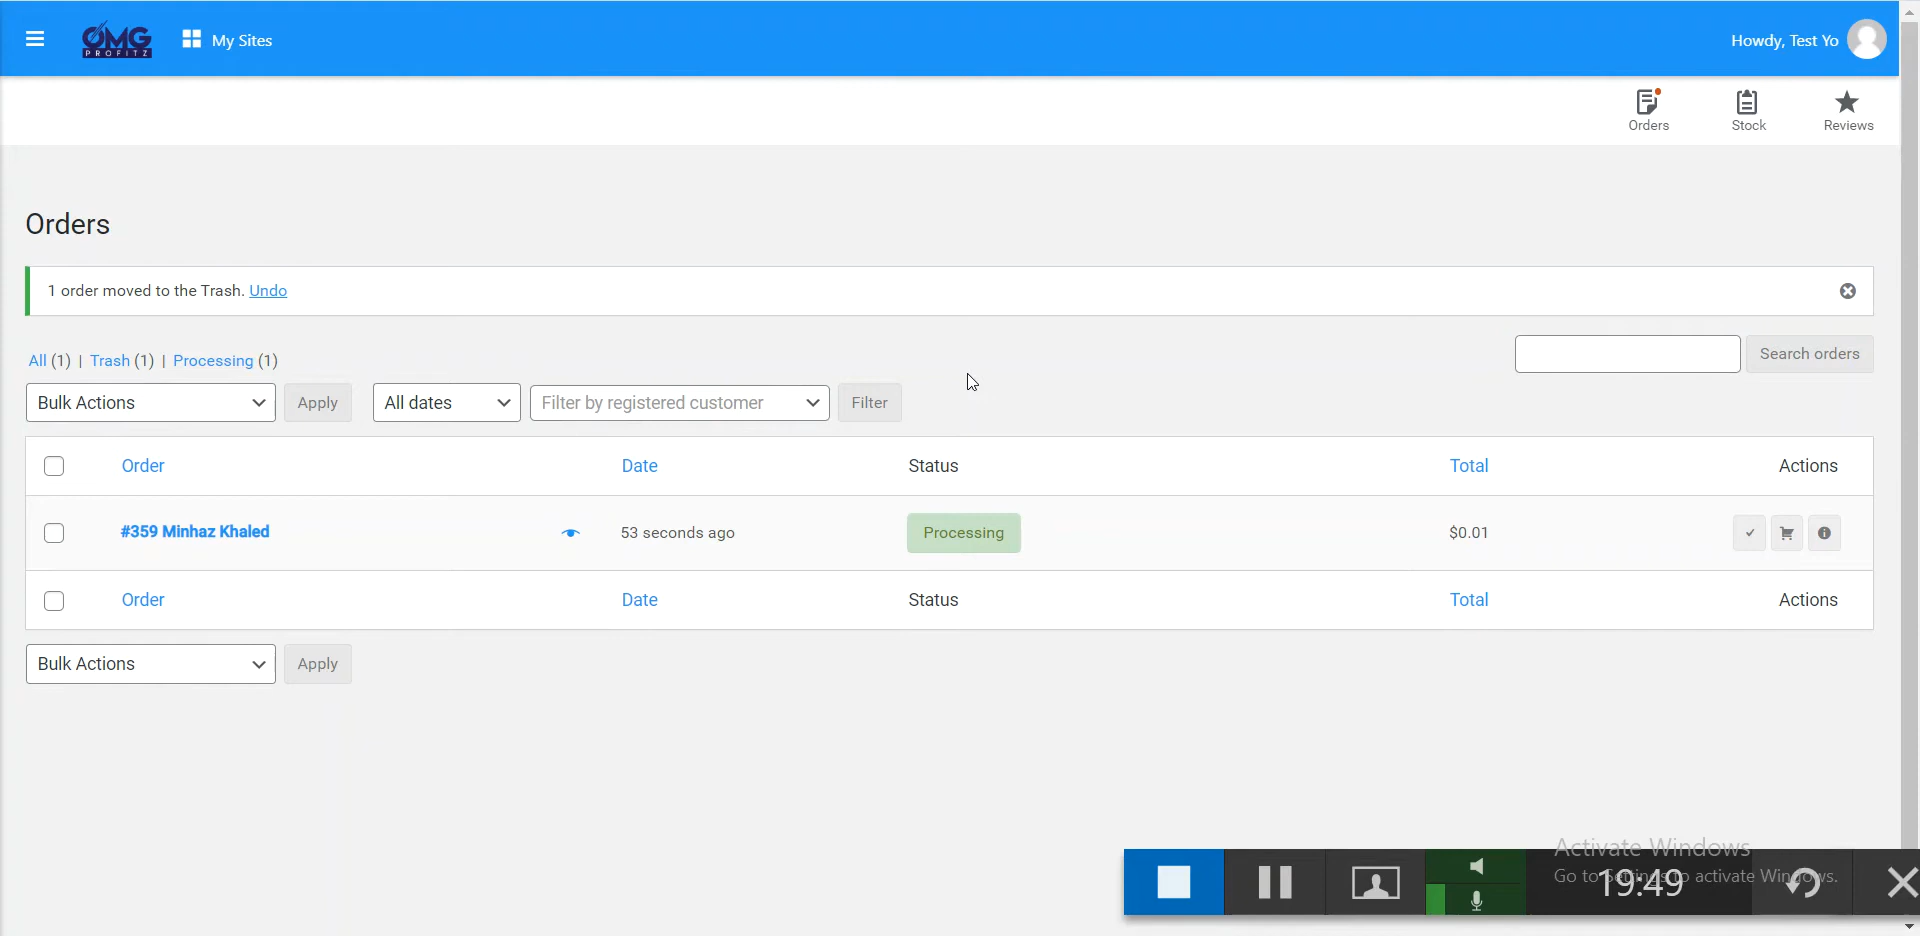 OMG
PROFITZ
My Sites
Howdy, Test Yo
Orders
Stock
Reviews
Orders
1 order moved to the Trash. Undo
All (1) | Trash (1) | Processing (1)
Search orders
Bulk Actions
Apply
All dates
Filter by registered customer
Filter
Order Date Status Total Actions
#359 Minhaz Khaled 53 seconds ago Processing $0.01
Order Date Status Total Actions
Bulk Actions
Apply
Activate Windows
Go to Settings to activate Windows.
19:49